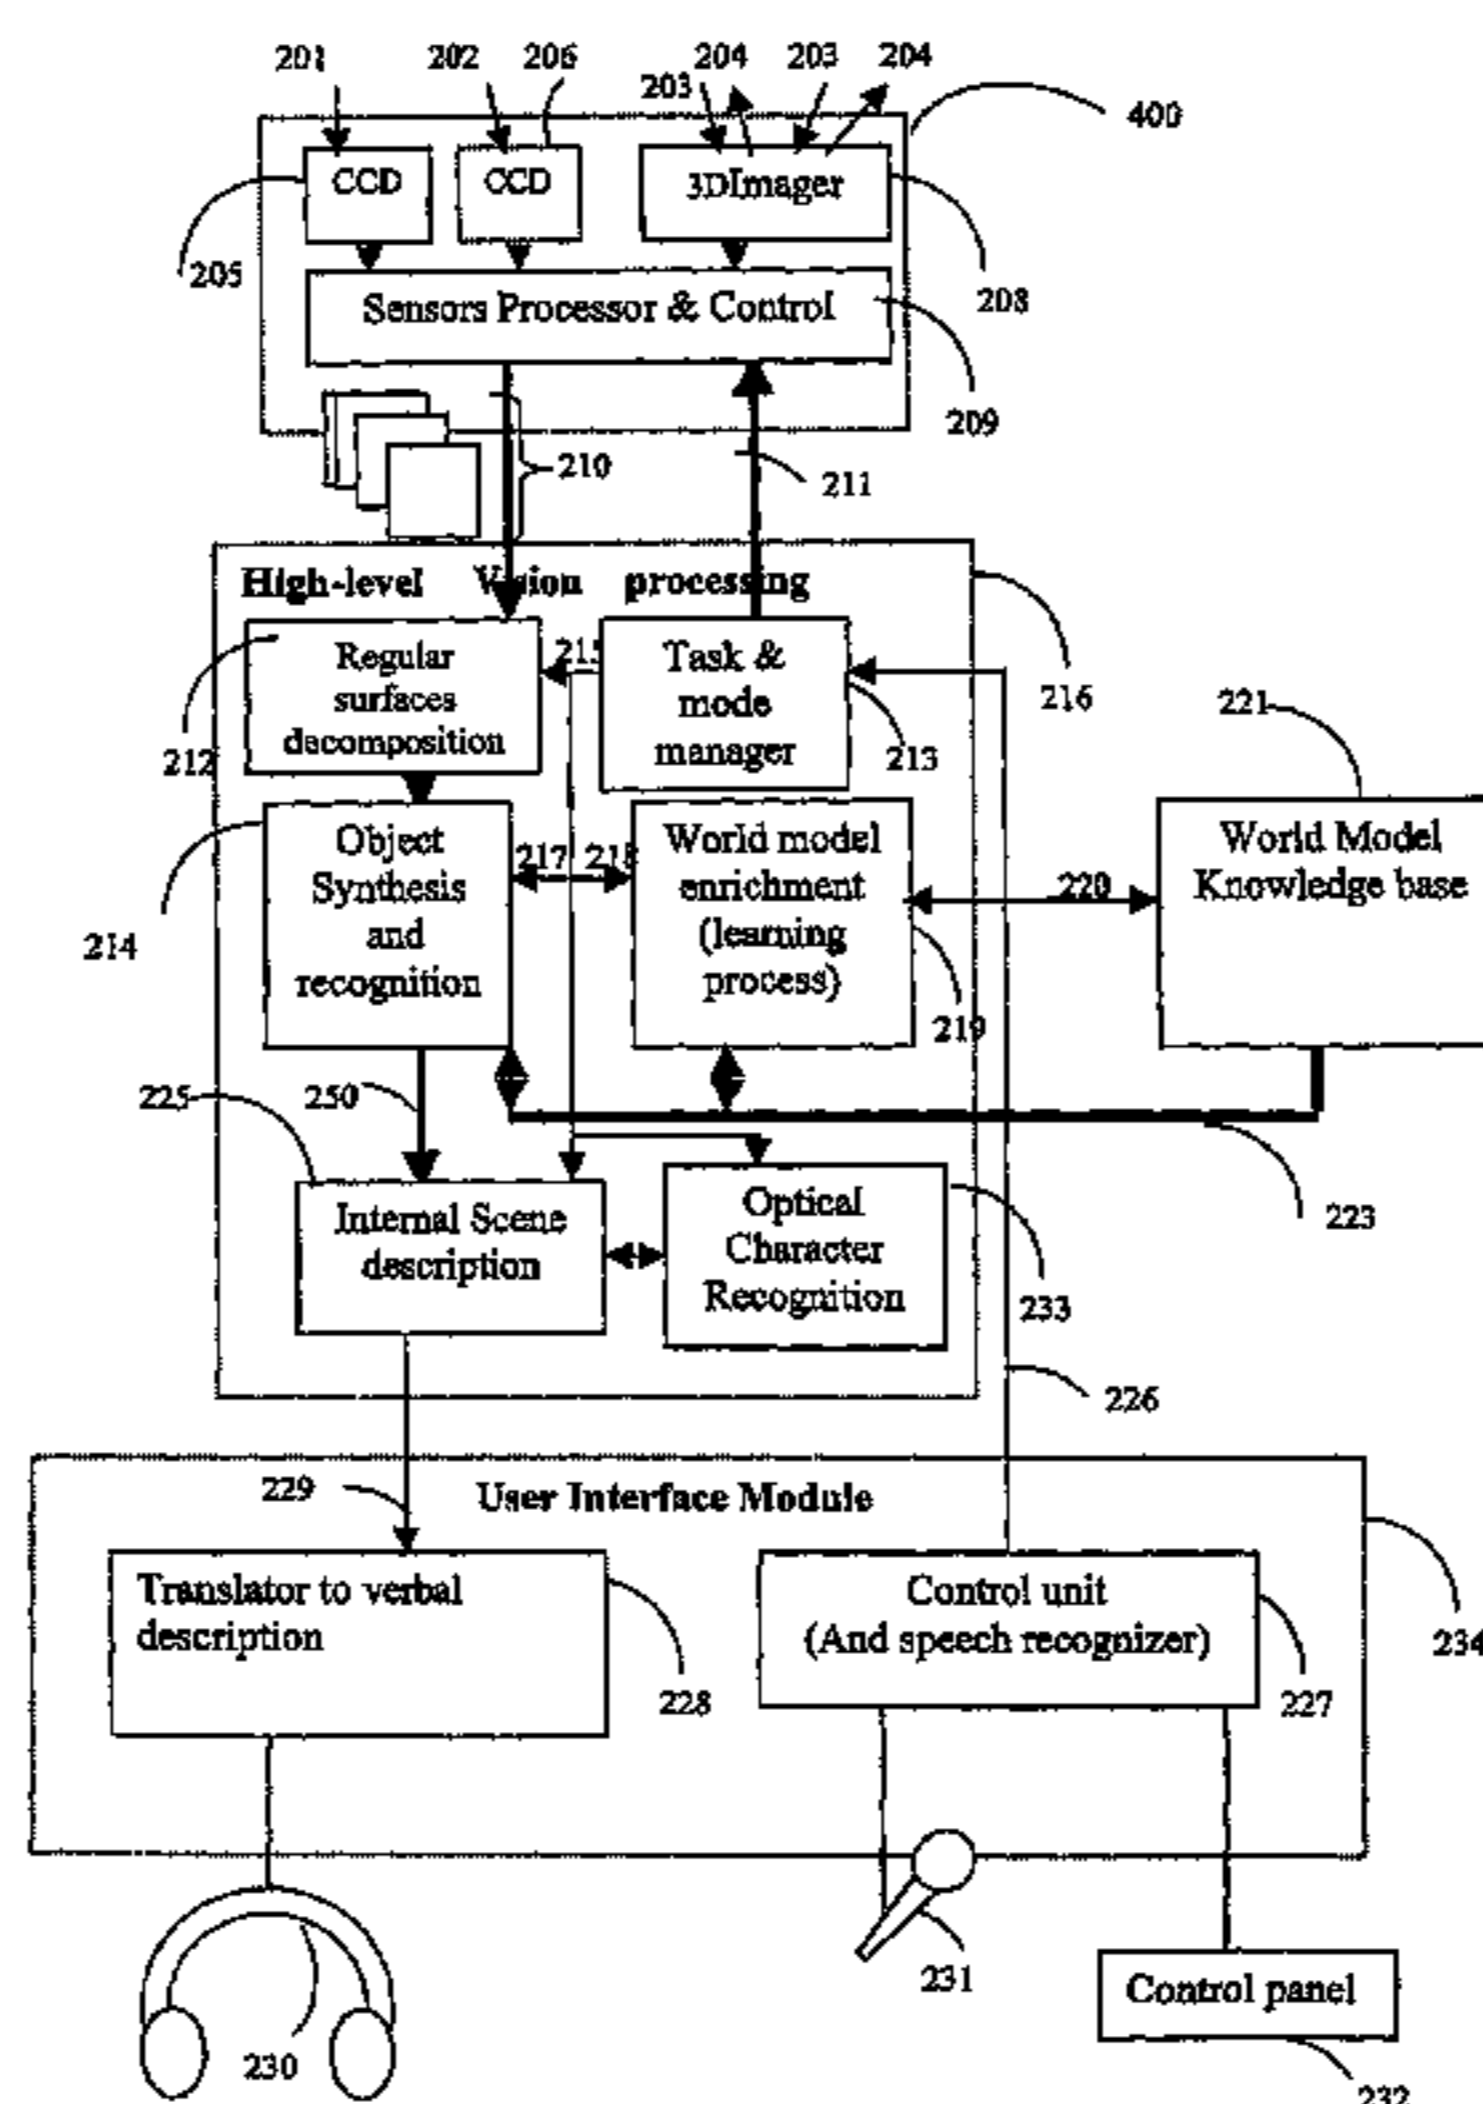 201 202 206 204 203 204
203
400
CCD CCD 3DImager
205
208
Sensors Processor & Control
209
210
211
High-level Vision processing
216
Regular
surfaces
decomposition
212
Task &
mode
manager
213
221
World Model
Knowledge base
Object
Synthesis
and
recognition
214
217
World model
enrichment
(learning
process)
220
219
225
250
223
Internal Scene
description
Optical
Character
Recognition
233
226
229
User Interface Module
Translator to verbal
description
228
Control unit
(And speech recognizer)
227
234
230
231
Control panel
232